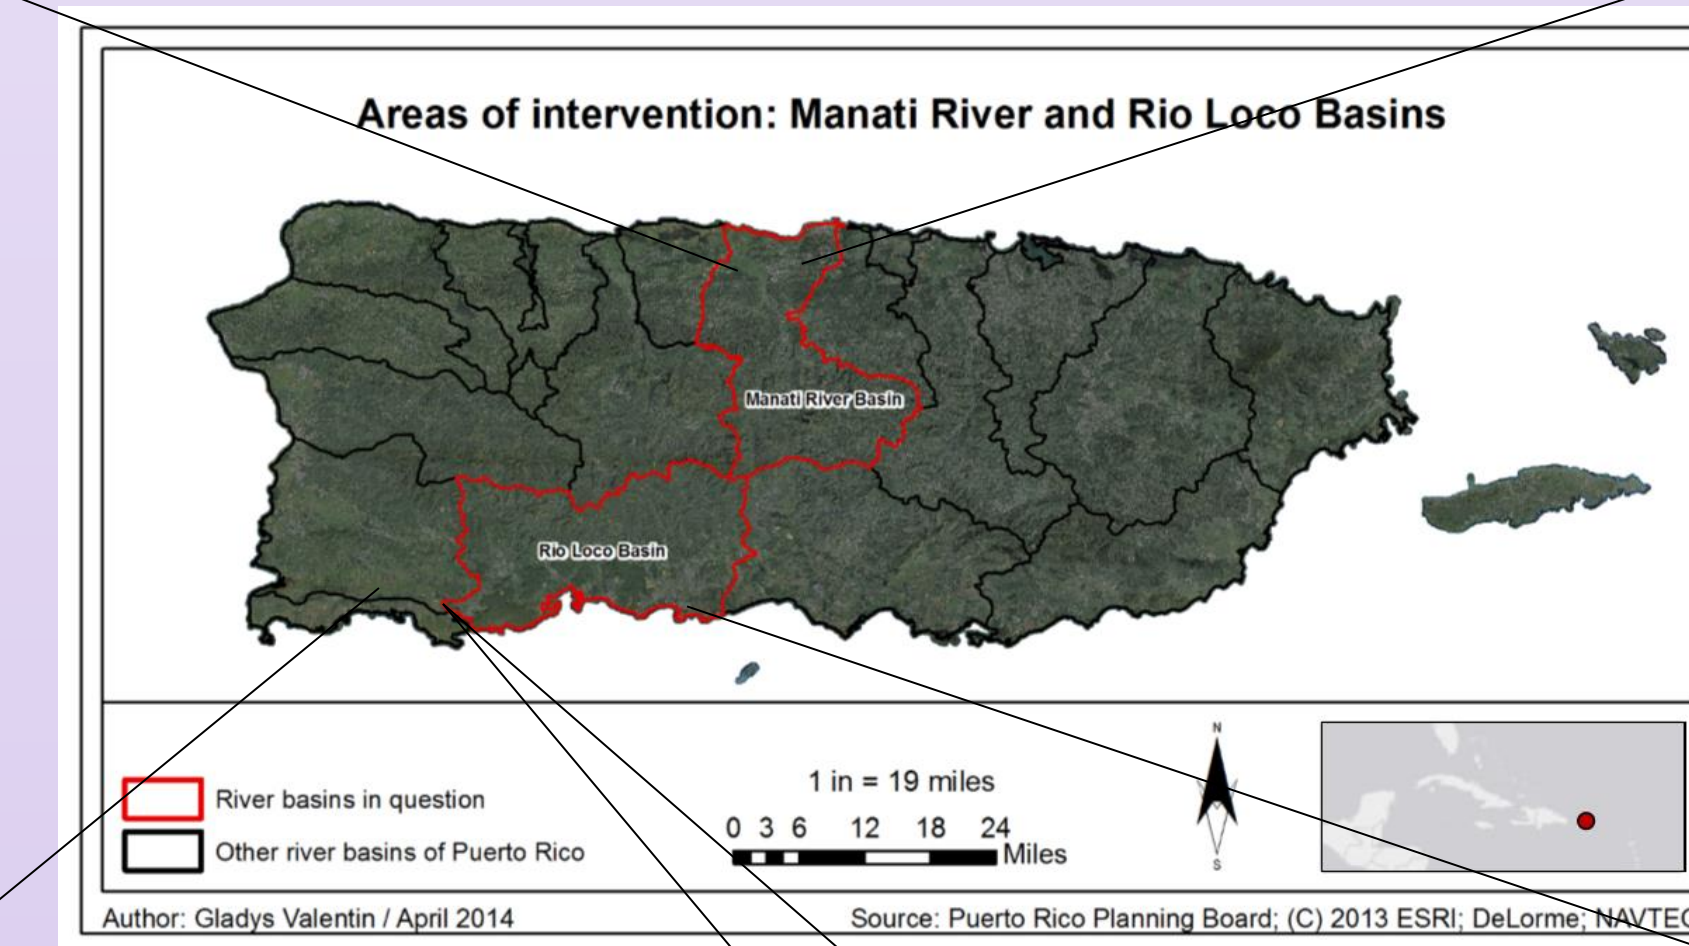 Areas of intervention: Manati River and Rio Loco Basins
Manati River Basin
Rio Loco Basin
River basins in question
Other river basins of Puerto Rico
1 in = 19 miles
0 3 6 12 18 24
Miles
N
S
Author: Gladys Valentin / April 2014
Source: Puerto Rico Planning Board; (C) 2013 ESRI; DeLorme; NAVTEQ